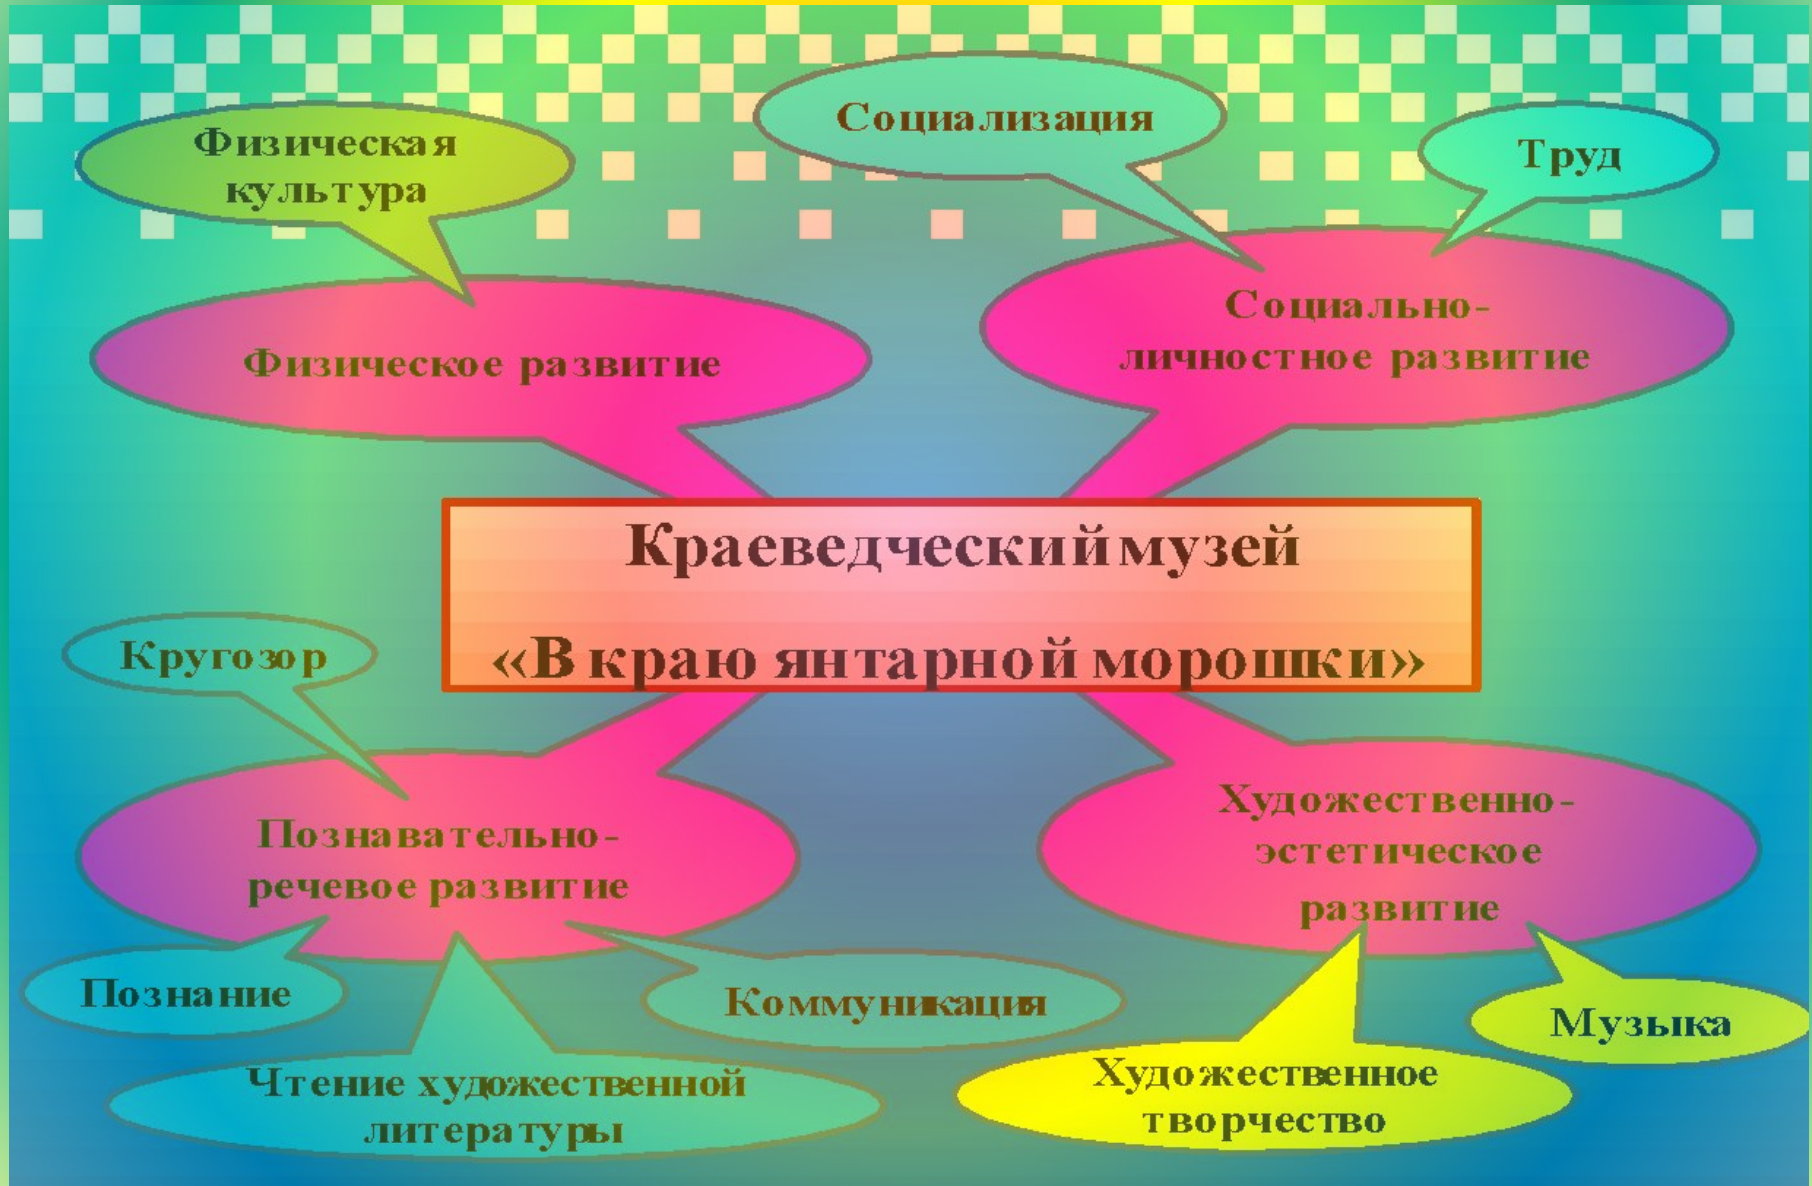 Физическая
культура
Социализация
Труд
Физическое развитие
Социально-
личностное развитие
Краеведческий музей
«В краю янтарной морошки»
Кругозор
Познавательно-
речевое развитие
Художественно-
эстетическое
развитие
Познание
Коммуникация
Музыка
Чтение художественной
литературы
Художественное
творчество